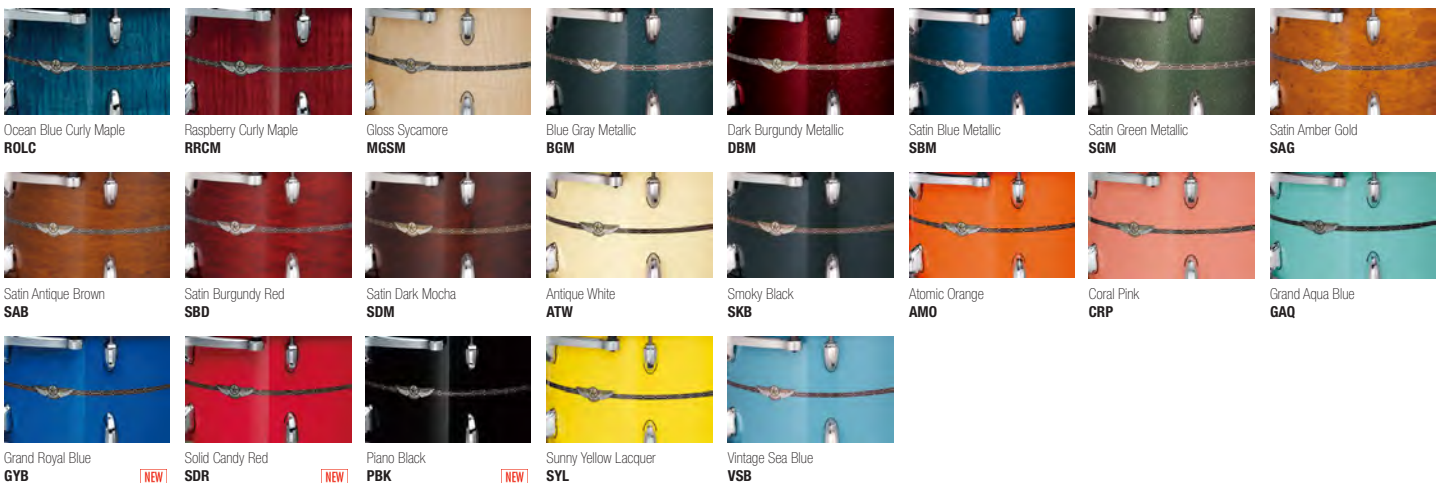 Ocean Blue Curly Maple
ROLC
Raspberry Curly Maple
RRCM
Gloss Sycamore
MGSM
Blue Gray Metallic
BGM
Dark Burgundy Metallic
DBM
Satin Blue Metallic
SBM
Satin Green Metallic
SGM
Satin Amber Gold
SAG
Satin Antique Brown
SAB
Satin Burgundy Red
SBD
Satin Dark Mocha
SDM
Antique White
ATW
Smoky Black
SKB
Atomic Orange
AMO
Coral Pink
CRP
Grand Aqua Blue
GAQ
Grand Royal Blue
GYB NEW
Solid Candy Red
SDR NEW
Piano Black
PBK NEW
Sunny Yellow Lacquer
SYL
Vintage Sea Blue
VSB